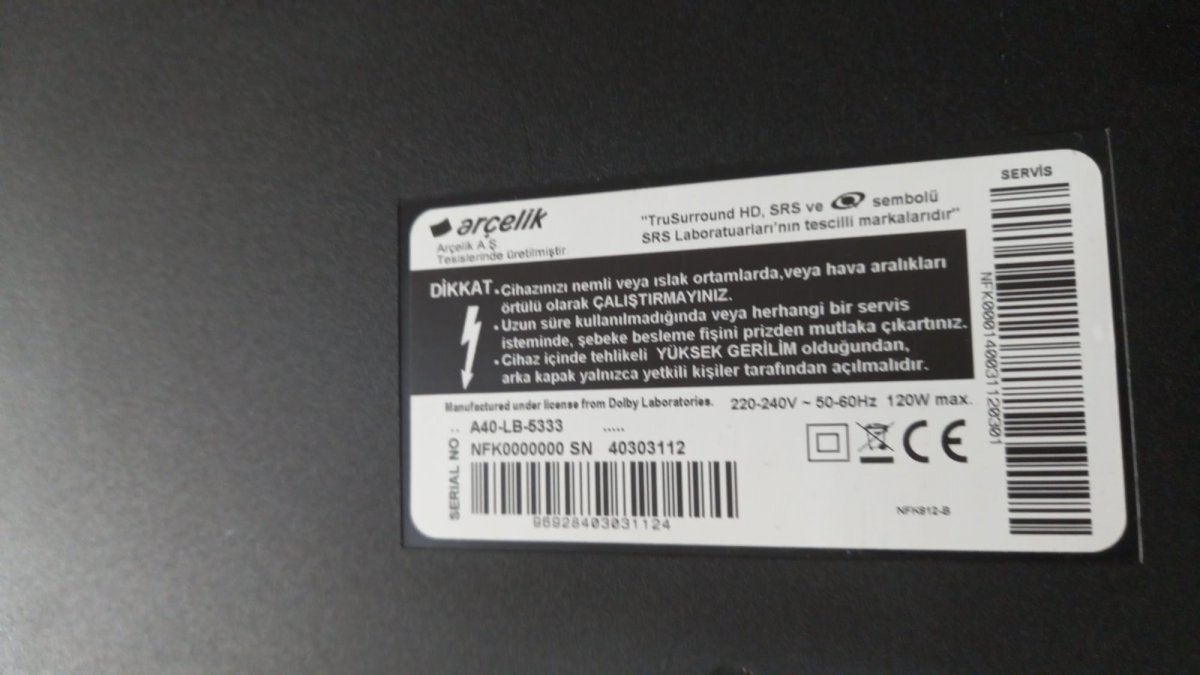 arçelik
Arçelik A.Ş
Tesislerinde üretilmiştir.
"TruSurround HD, SRS ve sembolü
SRS Laboratuarları'nın tescilli markalarıdır"
DİKKAT
•Cihazınızı nemli veya ıslak ortamlarda,veya hava aralıkları
örtülü olarak ÇALIŞTIRMAYINIZ.
•Uzun süre kullanılmadığında veya herhangi bir servis
isteminde, şebeke besleme fişini prizden mutlaka çıkartınız.
•Cihaz içinde tehlikeli YÜKSEK GERİLİM olduğundan,
arka kapak yalnızca yetkili kişiler tarafından açılmalıdır.
Manufactured under license from Dolby Laboratories.
220-240V ~ 50-60Hz 120W max.
SERIAL NO ..
A40-LB-5333 .....
NFK0000000 SN 40303112
96928403031124
CE
NFK812-B
SERVİS
NFK00001400311200301